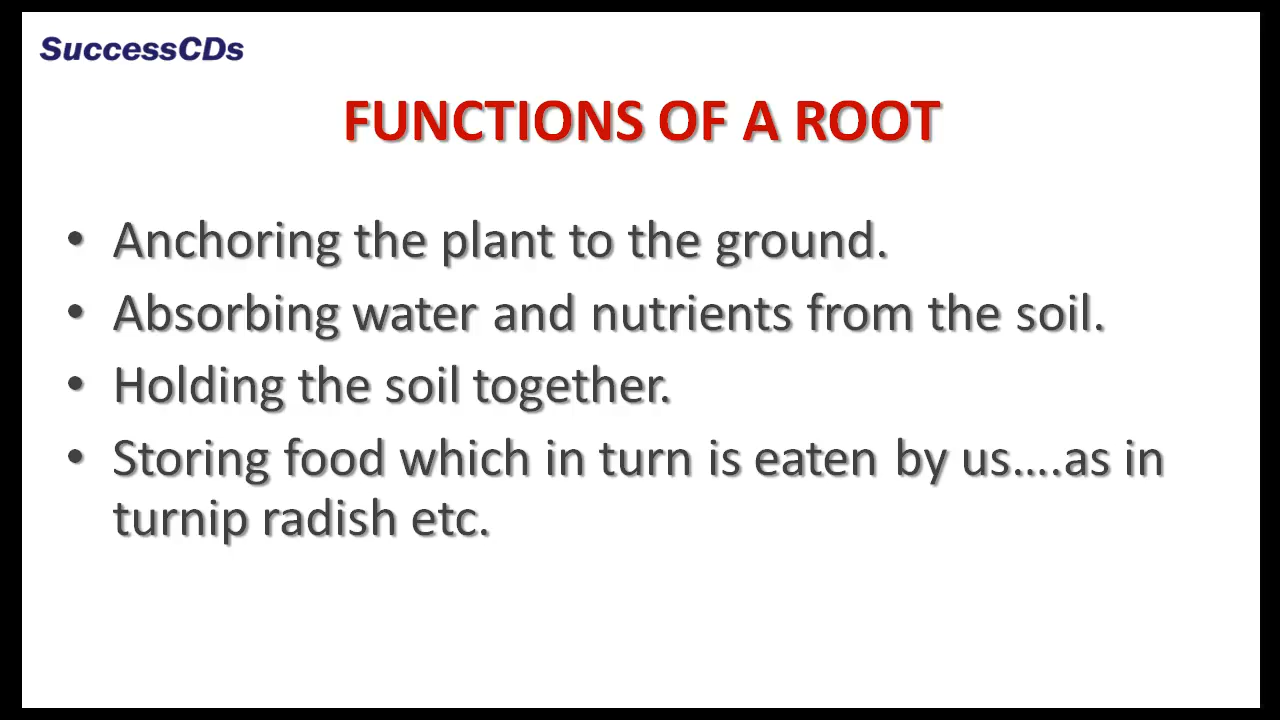 SuccessCDs
FUNCTIONS OF A ROOT
• Anchoring the plant to the ground.
• Absorbing water and nutrients from the soil.
• Holding the soil together.
• Storing food which in turn is eaten by us....as in
turnip radish etc.